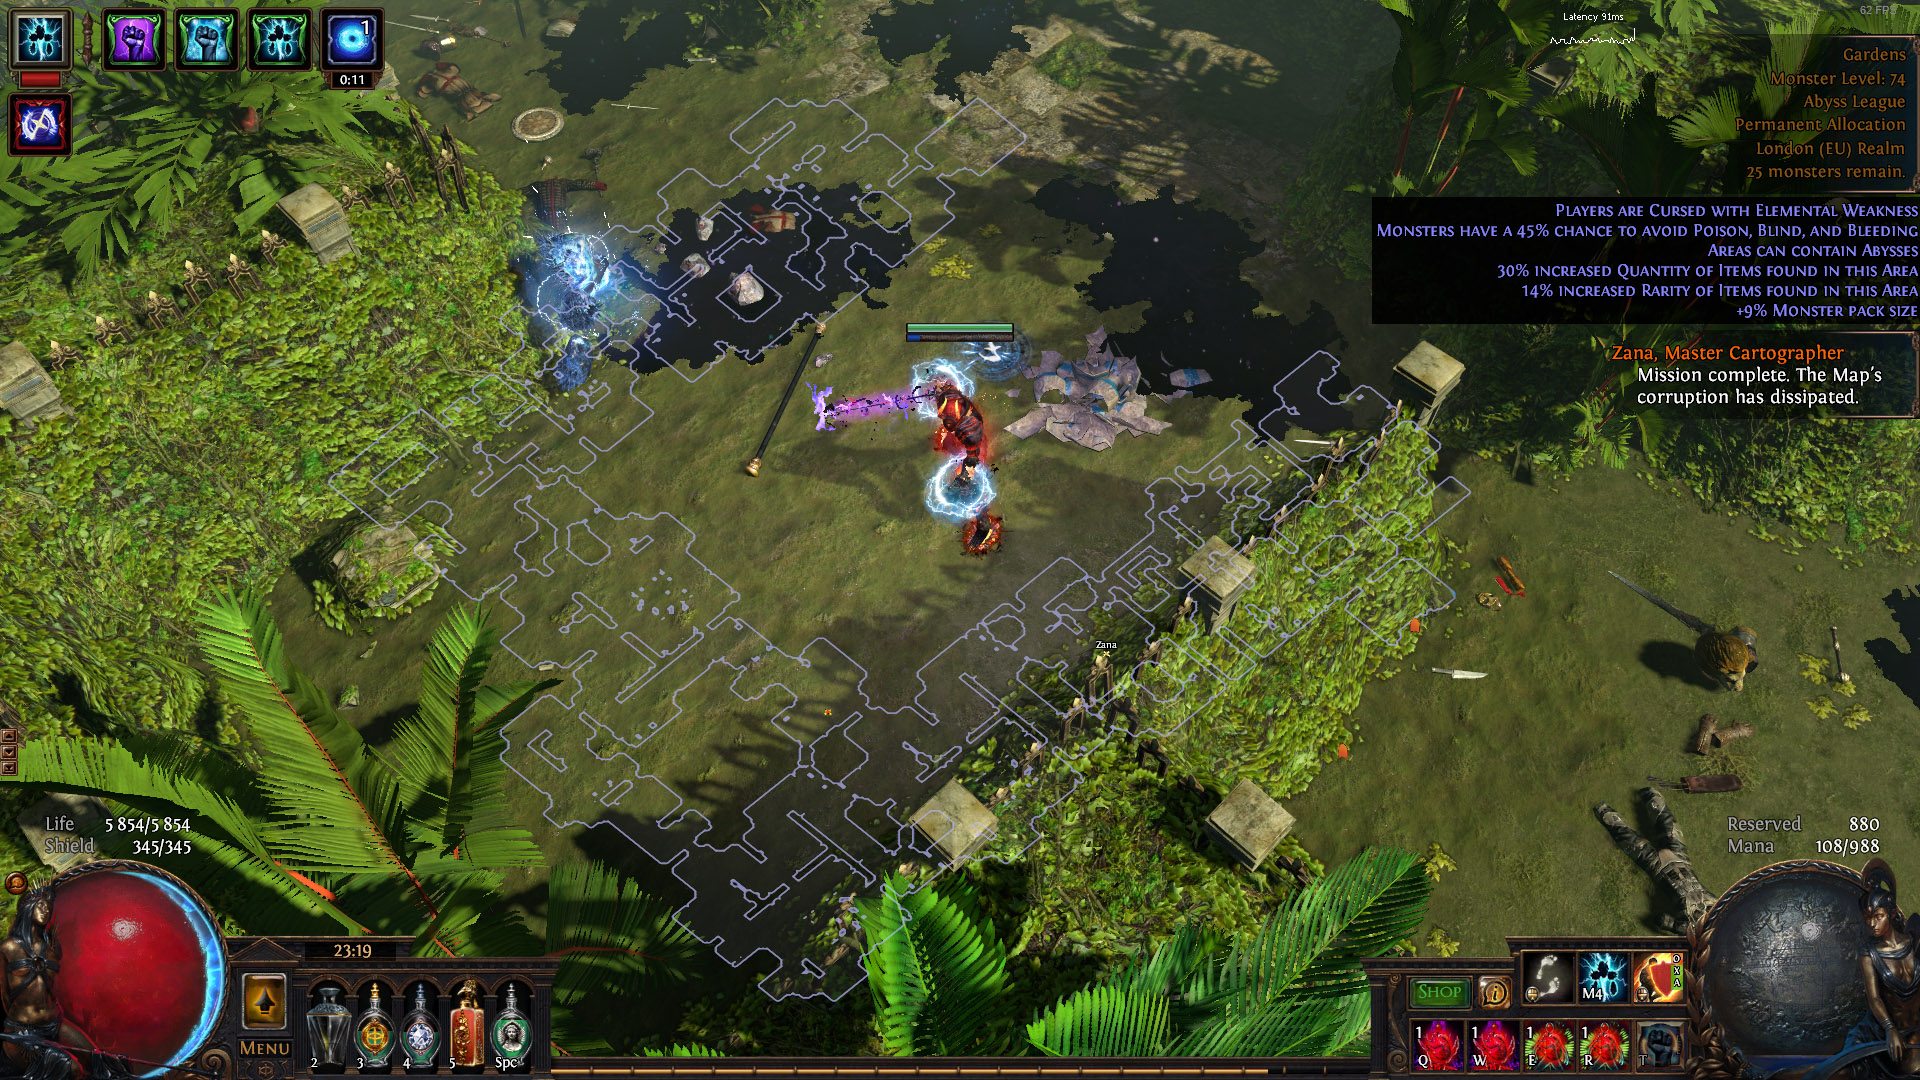 1
0:11
Latency 91ms
62 FPS
Gardens
Monster Level: 74
Abyss League
Permanent Allocation
London (EU) Realm
25 monsters remain.
Players are Cursed with Elemental Weakness
Monsters have a 45% chance to avoid Poison, Blind, and Bleeding
Areas can contain Abysses
30% increased Quantity of Items found in this Area
14% increased Rarity of Items found in this Area
+9% Monster pack size
Zana, Master Cartographer
Mission complete. The Map's
corruption has dissipated.
Zana
Life 5 854/5 854
Shield 345/345
Reserved 880
Mana 108/988
23:19
Menu
2 3 4 5 Spc
Shop
M4
O
X
A
1 1 1 1
Q W E R T